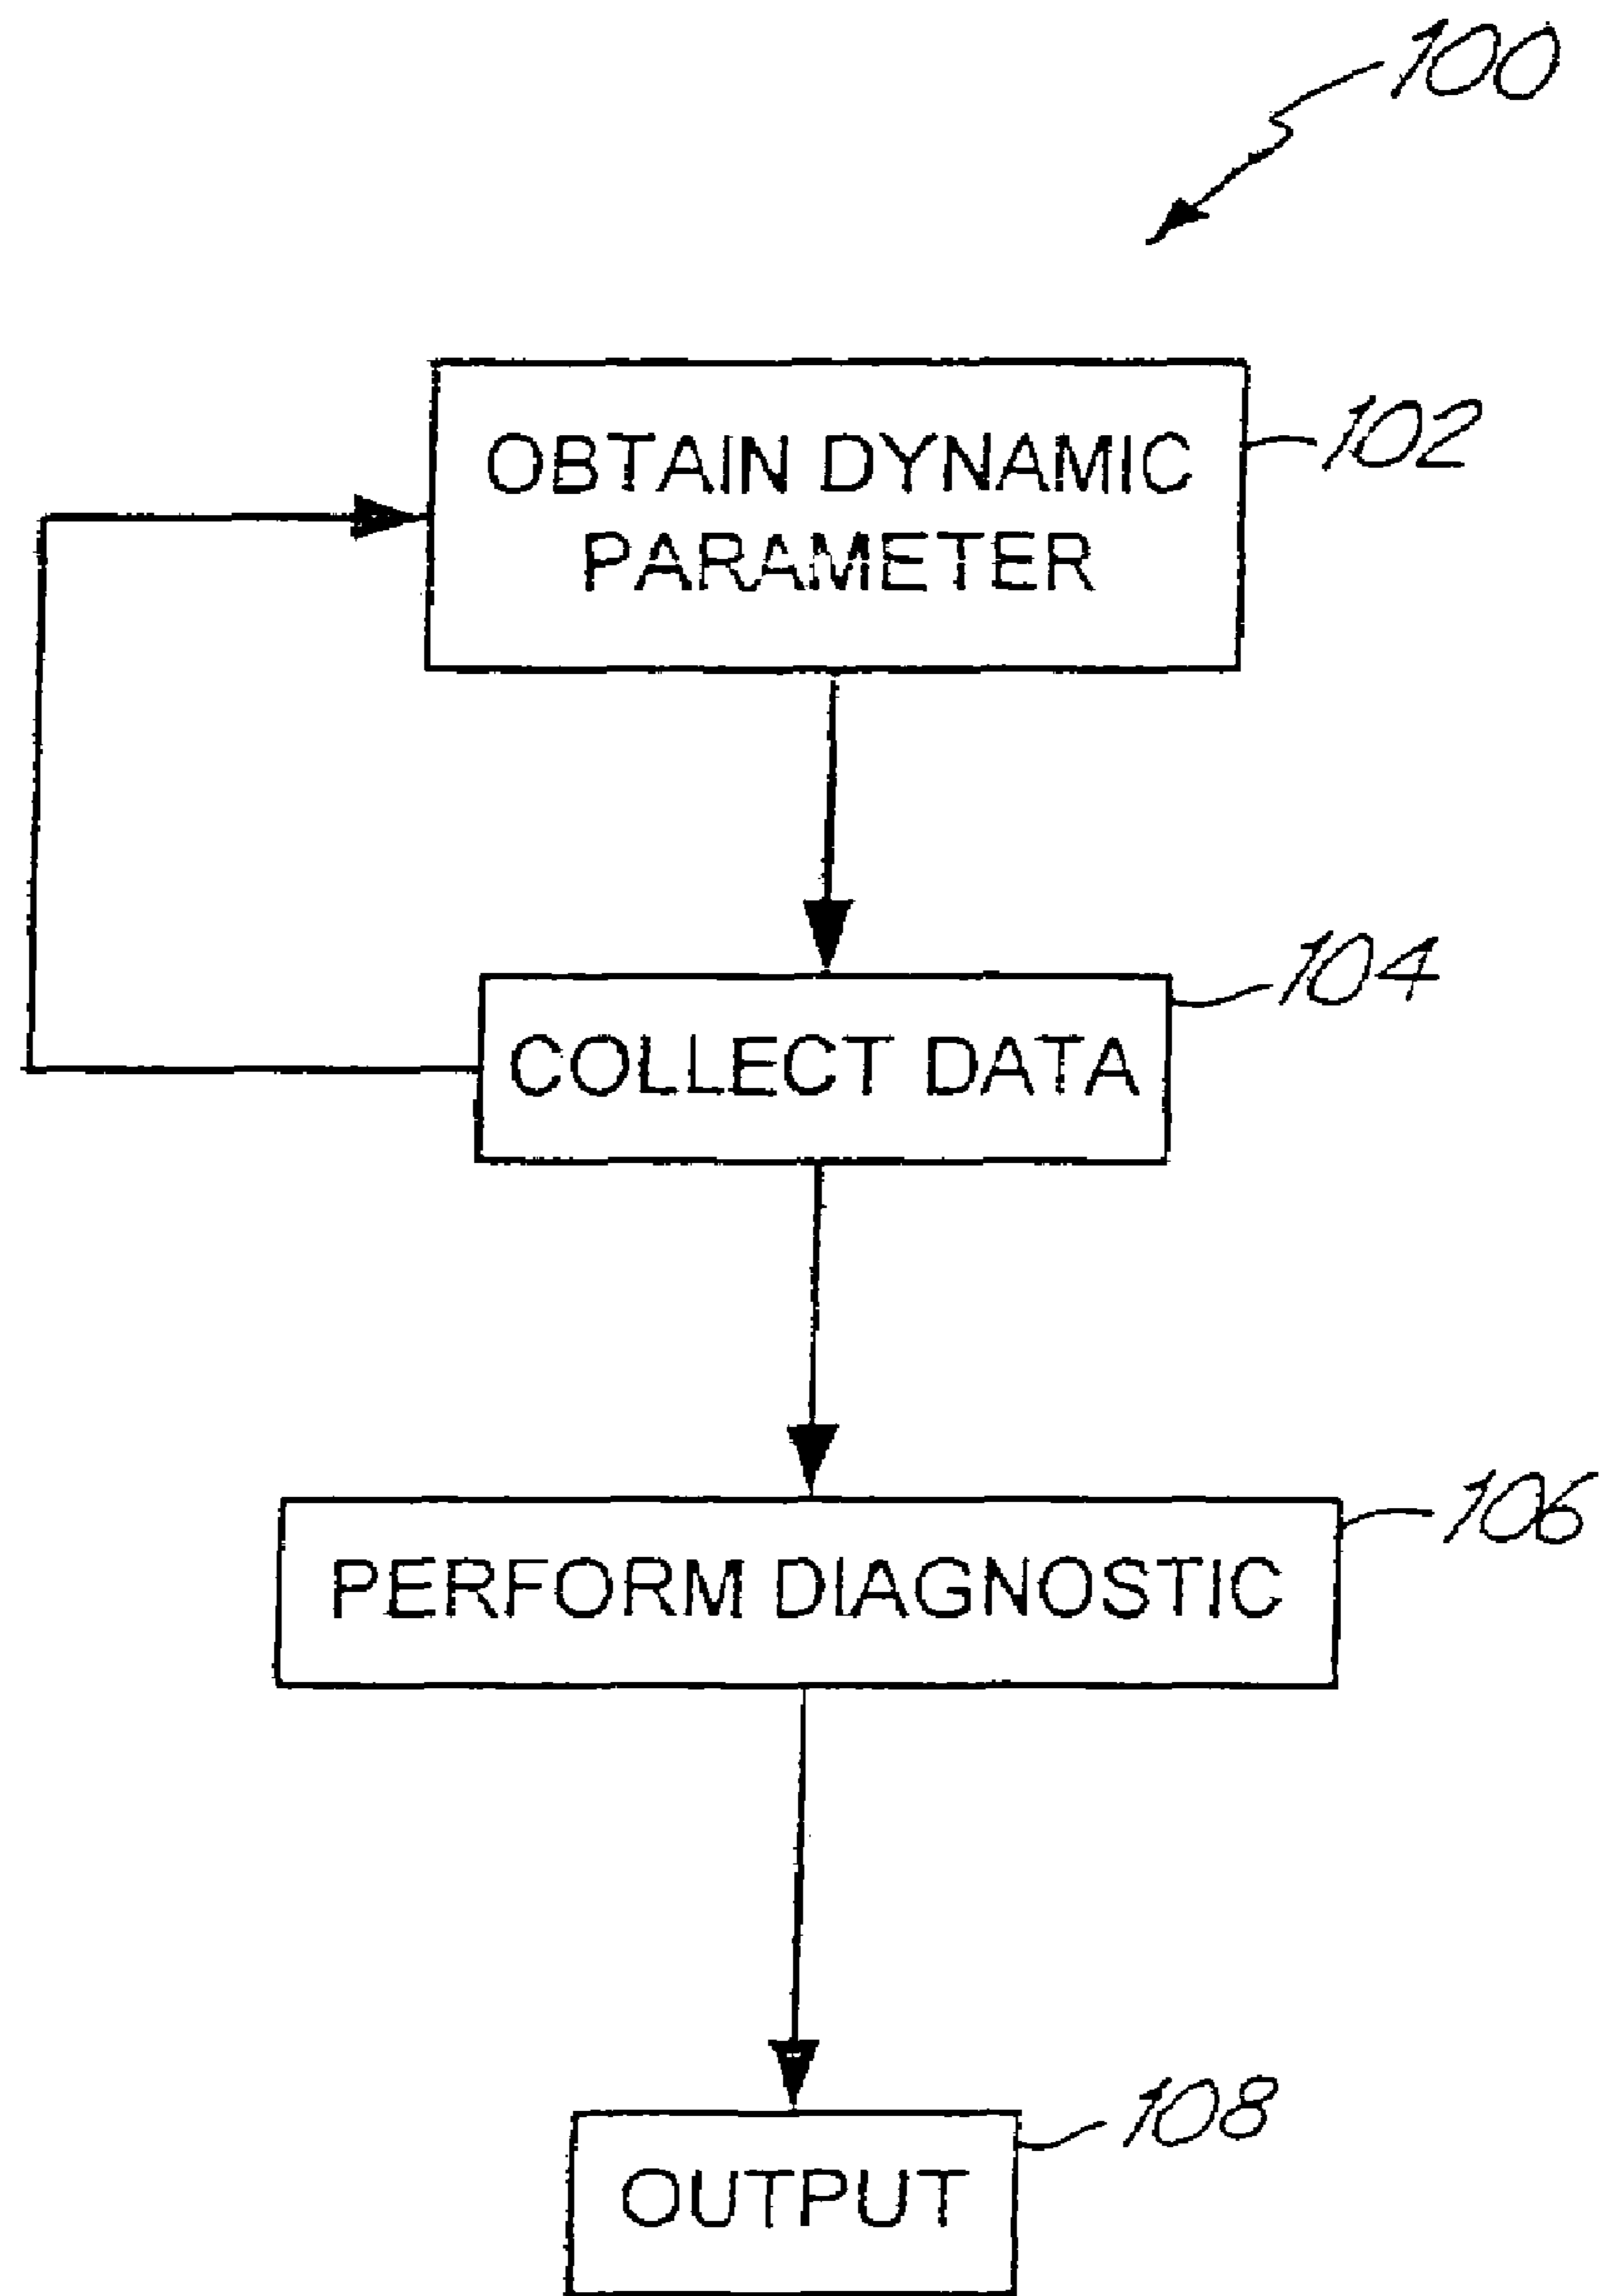 100
OBTAIN DYNAMIC
PARAMETER
102
COLLECT DATA
104
PERFORM DIAGNOSTIC
106
OUTPUT
108